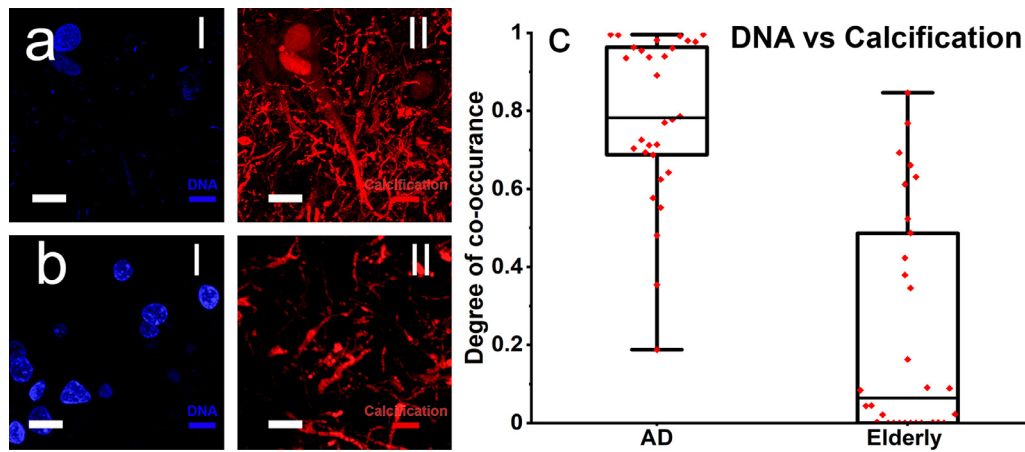 a
I
DNA
II
Calcification
b
I
DNA
II
Calcification
c
DNA vs Calcification
Degree of co-occurance
1
0.8
0.6
0.4
0.2
0
AD
Elderly